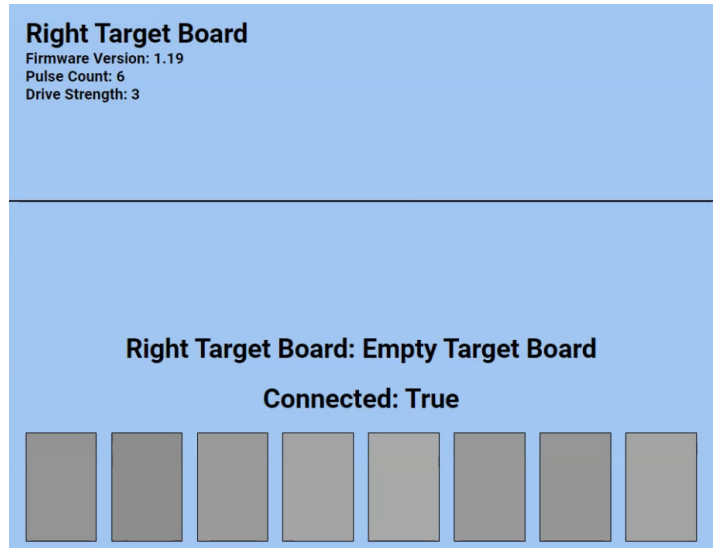 Right Target Board
Firmware Version: 1.19
Pulse Count: 6
Drive Strength: 3
Right Target Board: Empty Target Board
Connected: True